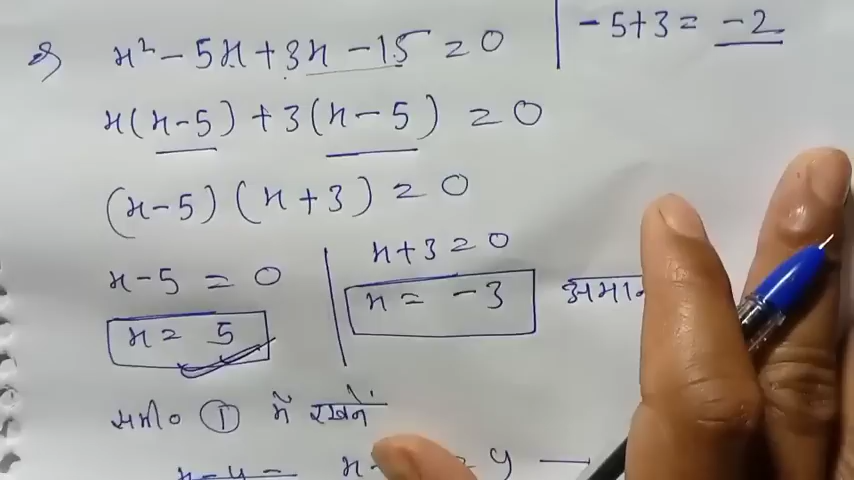 x² - 5x + 3x - 15 = 0
-5+3 = -2
x(x-5) + 3(x-5) = 0
(x-5)(x+3) = 0
x-5 = 0
x+3 = 0
x = 5
x = -3
समी० ① में रखने